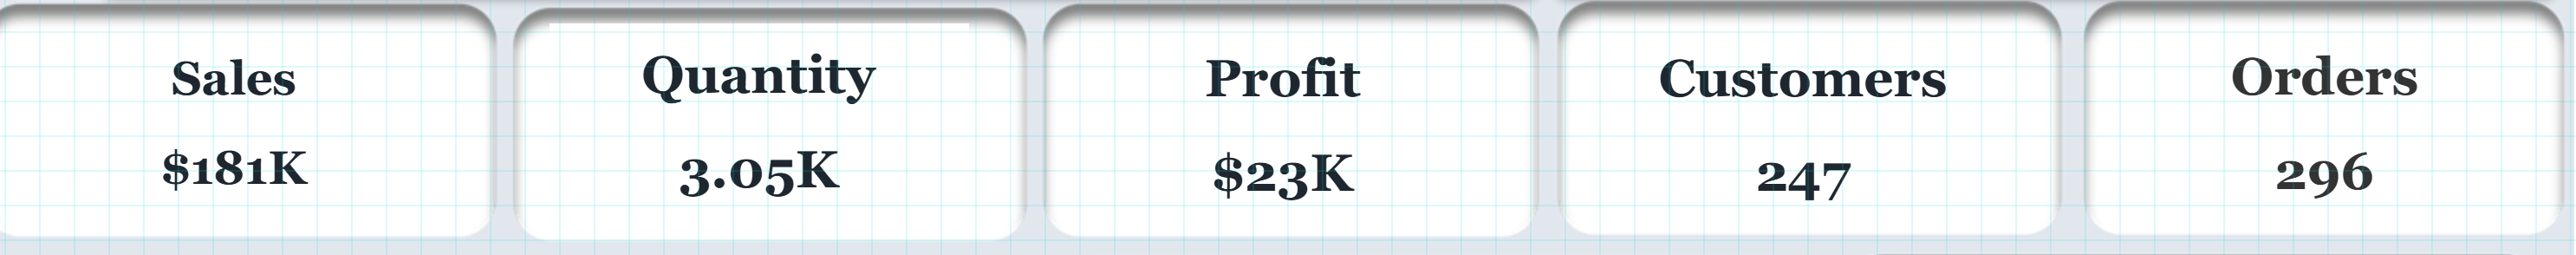 Sales
$181K
Quantity
3.05K
Profit
$23K
Customers
247
Orders
296